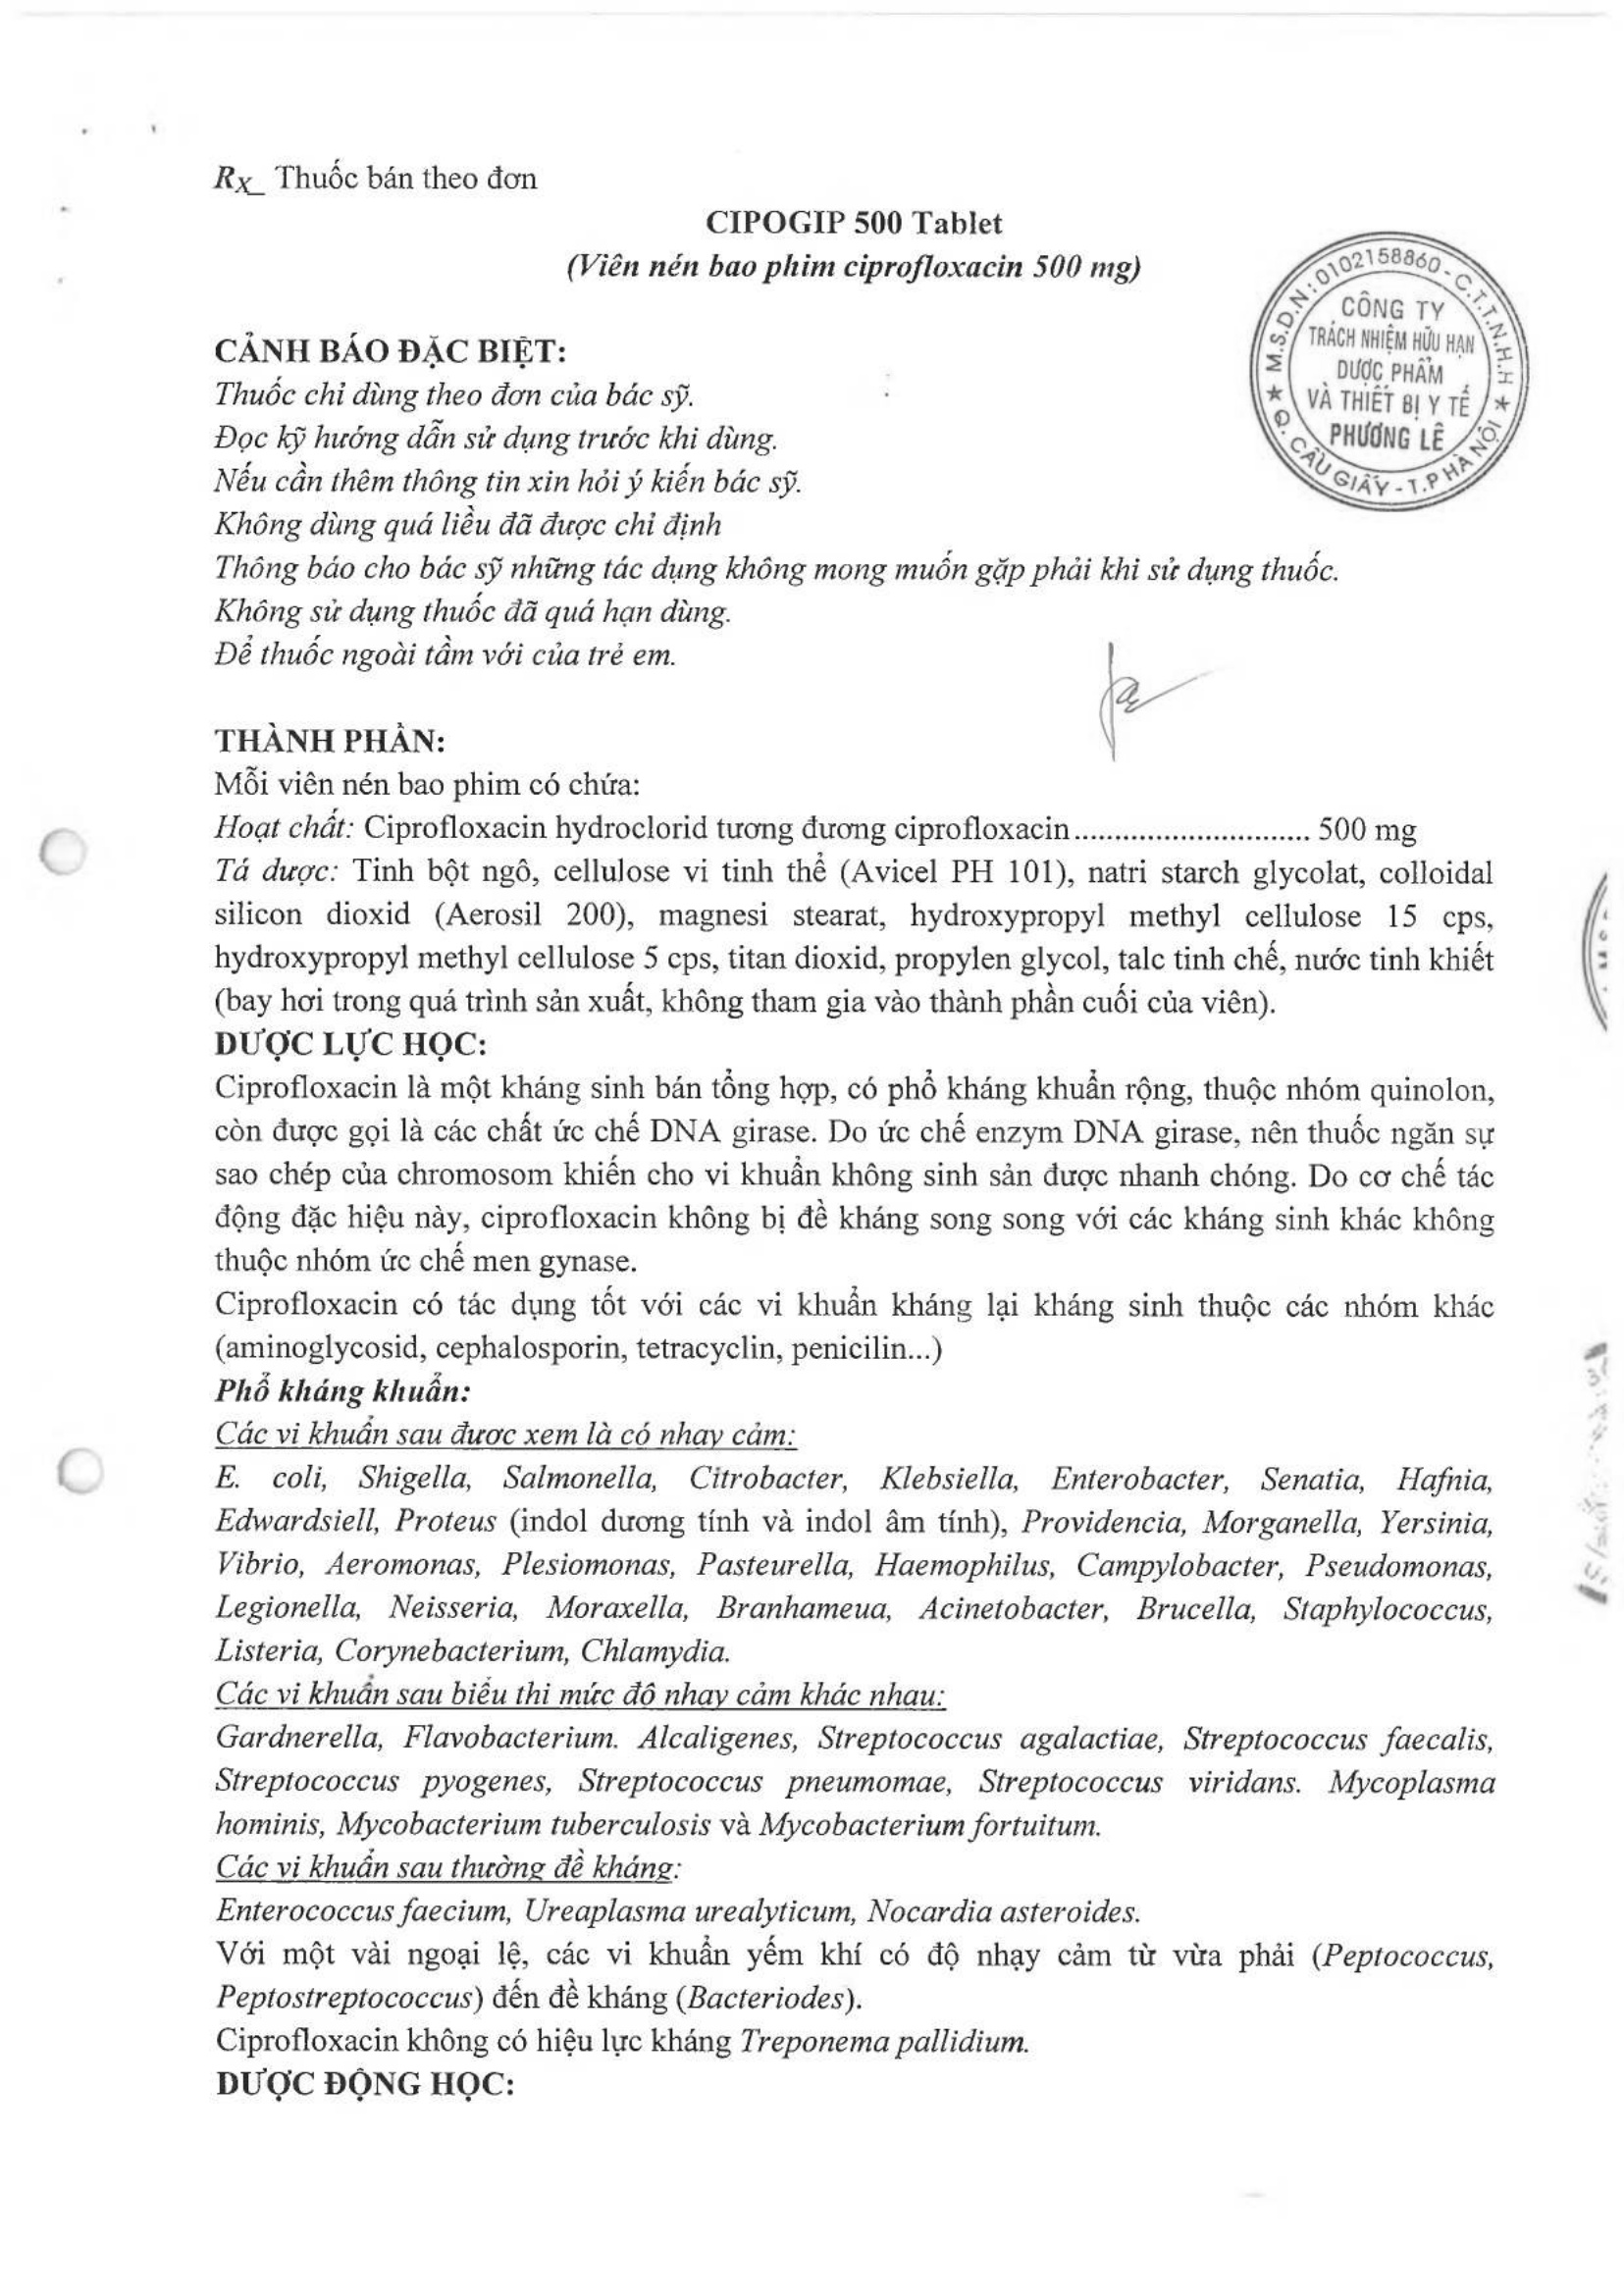 Rx_ Thuốc bán theo đơn
CIPOGIP 500 Tablet
(Viên nén bao phim ciprofloxacin 500 mg)
M.S.D.N: 0102158860 - C.T.T.N.H.H
CÔNG TY
TRÁCH NHIỆM HỮU HẠN
DƯỢC PHẨM
VÀ THIẾT BỊ Y TẾ
PHƯƠNG LÊ
Q. CẦU GIẤY - T.P HÀ NỘI
CẢNH BÁO ĐẶC BIỆT:
Thuốc chỉ dùng theo đơn của bác sỹ.
Đọc kỹ hướng dẫn sử dụng trước khi dùng.
Nếu cần thêm thông tin xin hỏi ý kiến bác sỹ.
Không dùng quá liều đã được chỉ định
Thông báo cho bác sỹ những tác dụng không mong muốn gặp phải khi sử dụng thuốc.
Không sử dụng thuốc đã quá hạn dùng.
Để thuốc ngoài tầm với của trẻ em.
THÀNH PHẦN:
Mỗi viên nén bao phim có chứa:
Hoạt chất: Ciprofloxacin hydroclorid tương đương ciprofloxacin............................ 500 mg
Tá dược: Tinh bột ngô, cellulose vi tinh thể (Avicel PH 101), natri starch glycolat, colloidal
silicon dioxid (Aerosil 200), magnesi stearat, hydroxypropyl methyl cellulose 15 cps,
hydroxypropyl methyl cellulose 5 cps, titan dioxid, propylen glycol, talc tinh chế, nước tinh khiết
(bay hơi trong quá trình sản xuất, không tham gia vào thành phần cuối của viên).
DƯỢC LỰC HỌC:
Ciprofloxacin là một kháng sinh bán tổng hợp, có phổ kháng khuẩn rộng, thuộc nhóm quinolon,
còn được gọi là các chất ức chế DNA girase. Do ức chế enzym DNA girase, nên thuốc ngăn sự
sao chép của chromosom khiến cho vi khuẩn không sinh sản được nhanh chóng. Do cơ chế tác
động đặc hiệu này, ciprofloxacin không bị đề kháng song song với các kháng sinh khác không
thuộc nhóm ức chế men gynase.
Ciprofloxacin có tác dụng tốt với các vi khuẩn kháng lại kháng sinh thuộc các nhóm khác
(aminoglycosid, cephalosporin, tetracyclin, penicilin...)
Phổ kháng khuẩn:
Các vi khuẩn sau được xem là có nhạy cảm:
E. coli, Shigella, Salmonella, Citrobacter, Klebsiella, Enterobacter, Senatia, Hafnia,
Edwardsiell, Proteus (indol dương tính và indol âm tính), Providencia, Morganella, Yersinia,
Vibrio, Aeromonas, Plesiomonas, Pasteurella, Haemophilus, Campylobacter, Pseudomonas,
Legionella, Neisseria, Moraxella, Branhameua, Acinetobacter, Brucella, Staphylococcus,
Listeria, Corynebacterium, Chlamydia.
Các vi khuẩn sau biểu thị mức độ nhạy cảm khác nhau:
Gardnerella, Flavobacterium. Alcaligenes, Streptococcus agalactiae, Streptococcus faecalis,
Streptococcus pyogenes, Streptococcus pneumomae, Streptococcus viridans. Mycoplasma
hominis, Mycobacterium tuberculosis và Mycobacterium fortuitum.
Các vi khuẩn sau thường đề kháng:
Enterococcus faecium, Ureaplasma urealyticum, Nocardia asteroides.
Với một vài ngoại lệ, các vi khuẩn yếm khí có độ nhạy cảm từ vừa phải (Peptococcus,
Peptostreptococcus) đến đề kháng (Bacteriodes).
Ciprofloxacin không có hiệu lực kháng Treponema pallidium.
DƯỢC ĐỘNG HỌC: